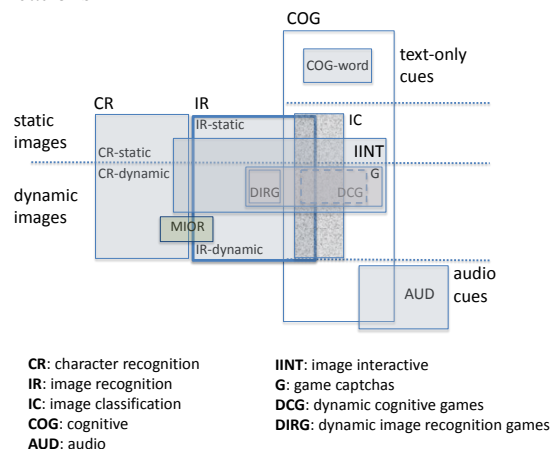 COG
text-only
cues
COG-word
CR
IR
IC
static
images
IR-static
IINT
CR-static
CR-dynamic
G
dynamic
images
DIRG
DCG
MIOR
IR-dynamic
audio
cues
AUD
CR: character recognition
IR: image recognition
IC: image classification
COG: cognitive
AUD: audio
IINT: image interactive
G: game captchas
DCG: dynamic cognitive games
DIRG: dynamic image recognition games